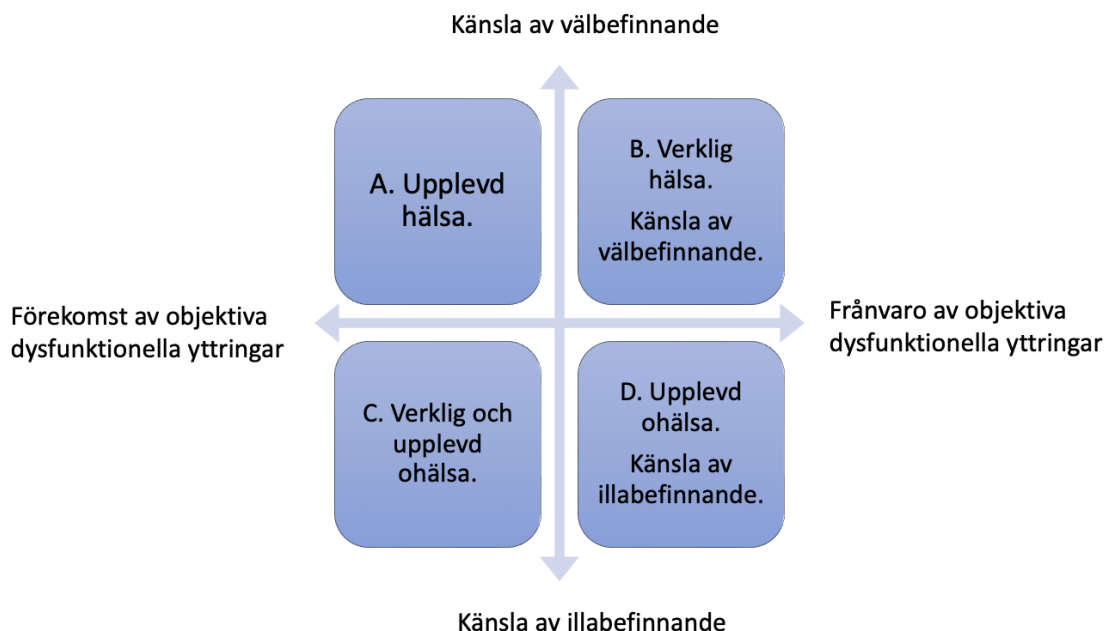 Känsla av välbefinnande
A. Upplevd
hälsa.
B. Verklig
hälsa.
Känsla av
välbefinnande.
Förekomst av objektiva
dysfunktionella yttringar
Frånvaro av objektiva
dysfunktionella yttringar
C. Verklig och
upplevd
ohälsa.
D. Upplevd
ohälsa.
Känsla av
illabefinnande.
Känsla av illabefinnande